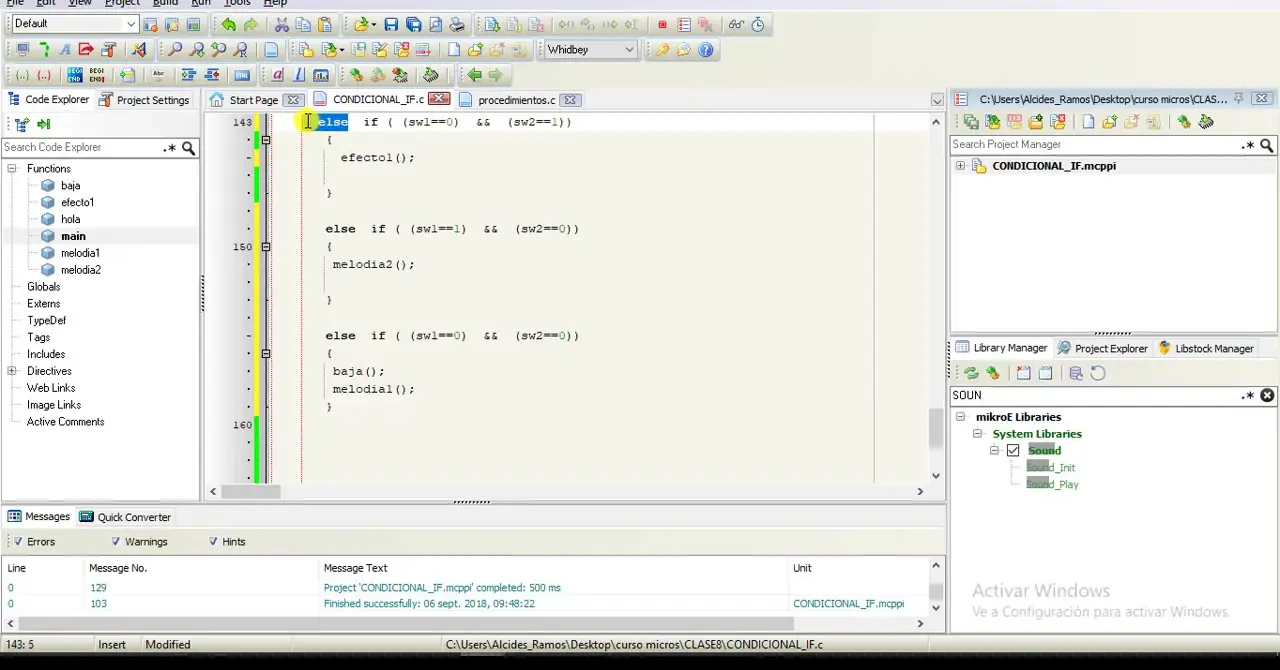 File Edit View Project Build Run Tools Help
Default
Whidbey
Code Explorer Project Settings
Start Page CONDICIONAL_IF.c procedimientos.c
C:\Users\Alcides_Ramos\Desktop\curso micros\CLAS...
Search Code Explorer
Functions
baja
efecto1
hola
main
melodia1
melodia2
Globals
Externs
TypeDef
Tags
Includes
Directives
Web Links
Image Links
Active Comments
143 else if ( (sw1==0) && (sw2==1))
{
efecto1();
}
else if ( (sw1==1) && (sw2==0))
150 {
melodia2();
}
else if ( (sw1==0) && (sw2==0))
{
baja();
melodia1();
}
160
Search Project Manager
CONDICIONAL_IF.mcppi
Library Manager Project Explorer Libstock Manager
SOUN
mikroE Libraries
System Libraries
Sound
Sound_Init
Sound_Play
Messages Quick Converter
Errors Warnings Hints
Line Message No. Message Text Unit
0 129 Project 'CONDICIONAL_IF.mcppi' completed: 500 ms
0 103 Finished successfully: 06 sept. 2018, 09:48:22 CONDICIONAL_IF.mcppi
Activar Windows
Ve a Configuración para activar Windows.
143: 5 Insert Modified C:\Users\Alcides_Ramos\Desktop\curso micros\CLASE8\CONDICIONAL_IF.c